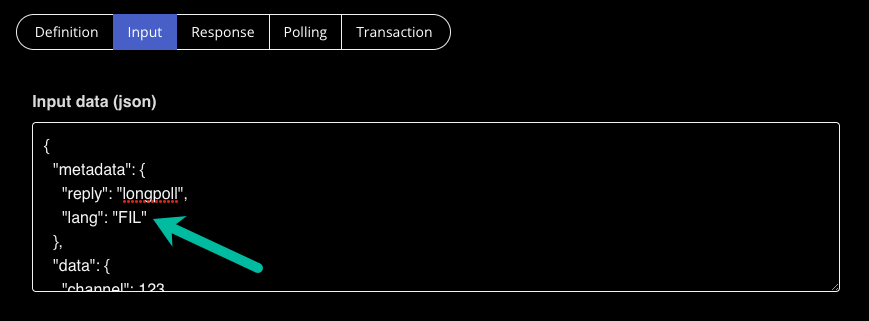 Definition Input Response Polling Transaction
Input data (json)
{
"metadata": {
"reply": "longpoll",
"lang": "FIL"
},
"data": {
"channel": 123